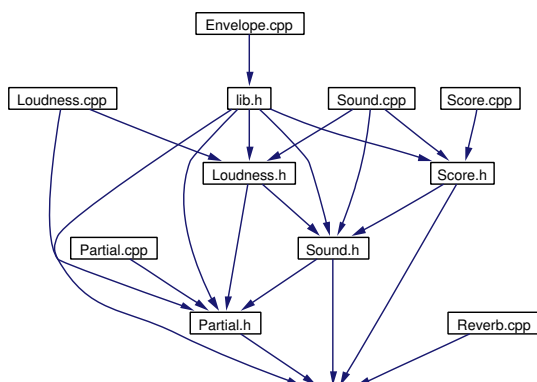 Envelope.cpp
Loudness.cpp
lib.h
Sound.cpp
Score.cpp
Loudness.h
Score.h
Partial.cpp
Sound.h
Partial.h
Reverb.cpp